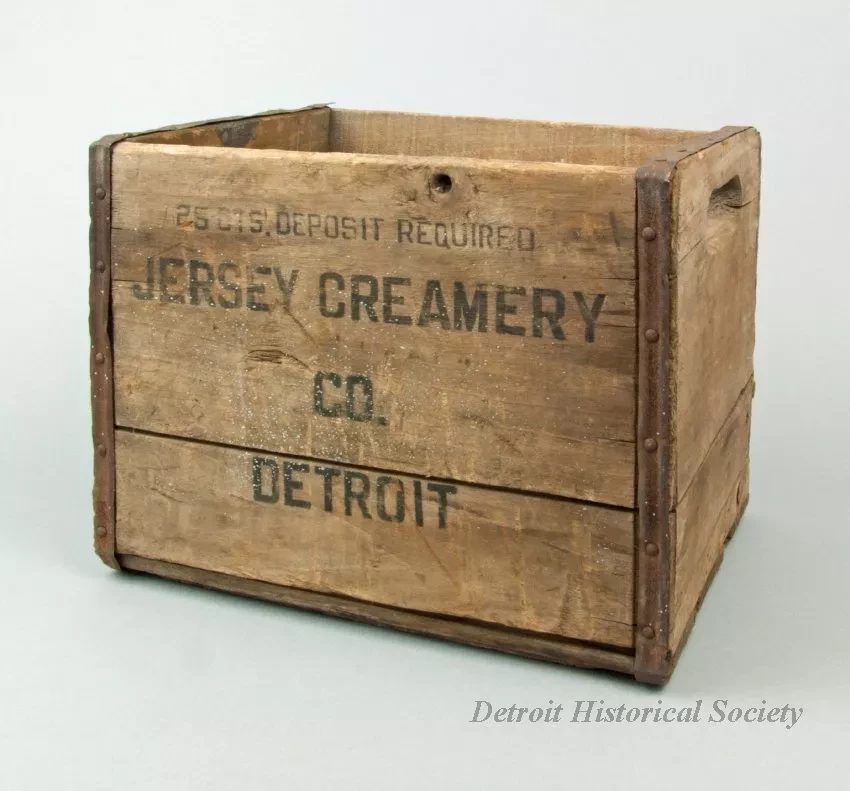 25 CTS. DEPOSIT REQUIRED
JERSEY CREAMERY
CO.
DETROIT
Detroit Historical Society